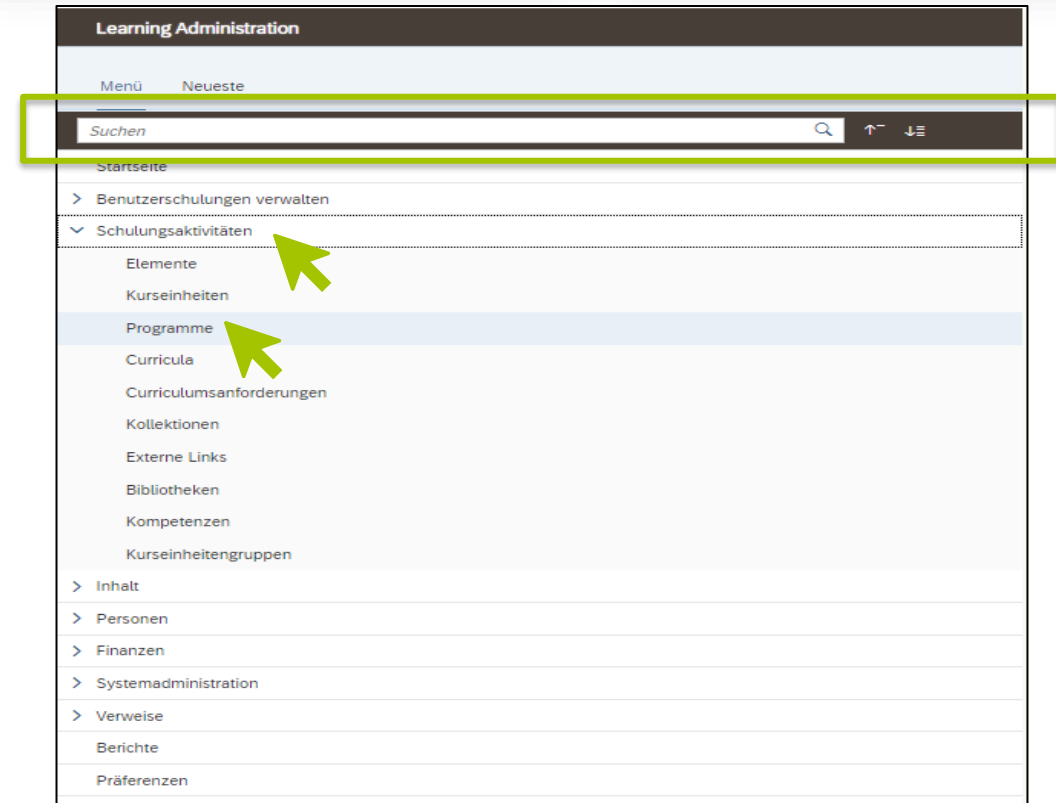 Learning Administration
Menü Neueste
Suchen
Startseite
Benutzerschulungen verwalten
Schulungsaktivitäten
Elemente
Kurseinheiten
Programme
Curricula
Curriculumsanforderungen
Kollektionen
Externe Links
Bibliotheken
Kompetenzen
Kurseinheitengruppen
Inhalt
Personen
Finanzen
Systemadministration
Verweise
Berichte
Präferenzen